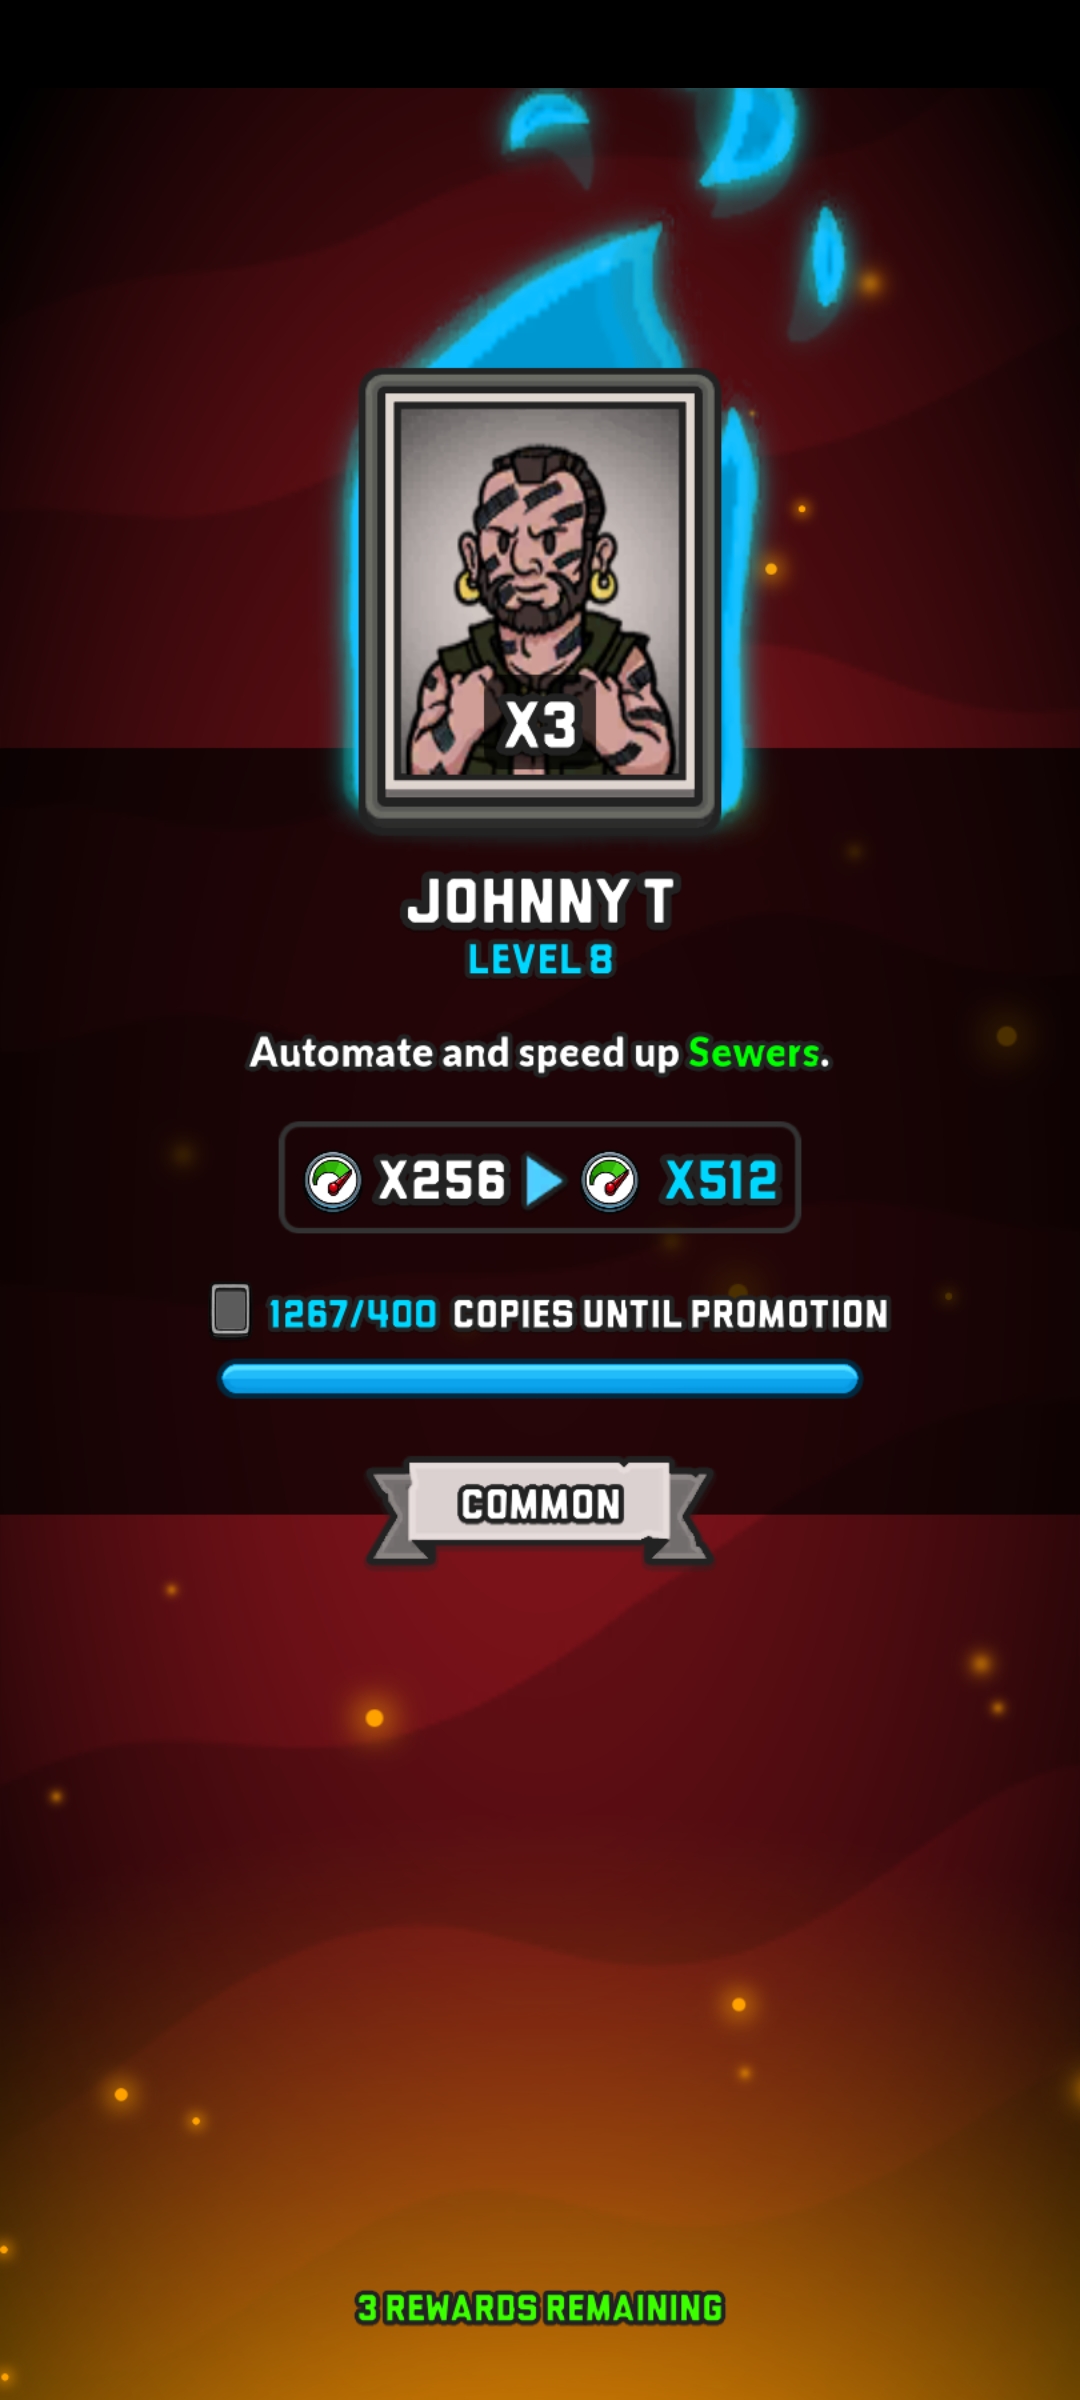 X3
JOHNNY T
LEVEL 8
Automate and speed up Sewers.
X256 X512
1267/400 COPIES UNTIL PROMOTION
COMMON
3 REWARDS REMAINING